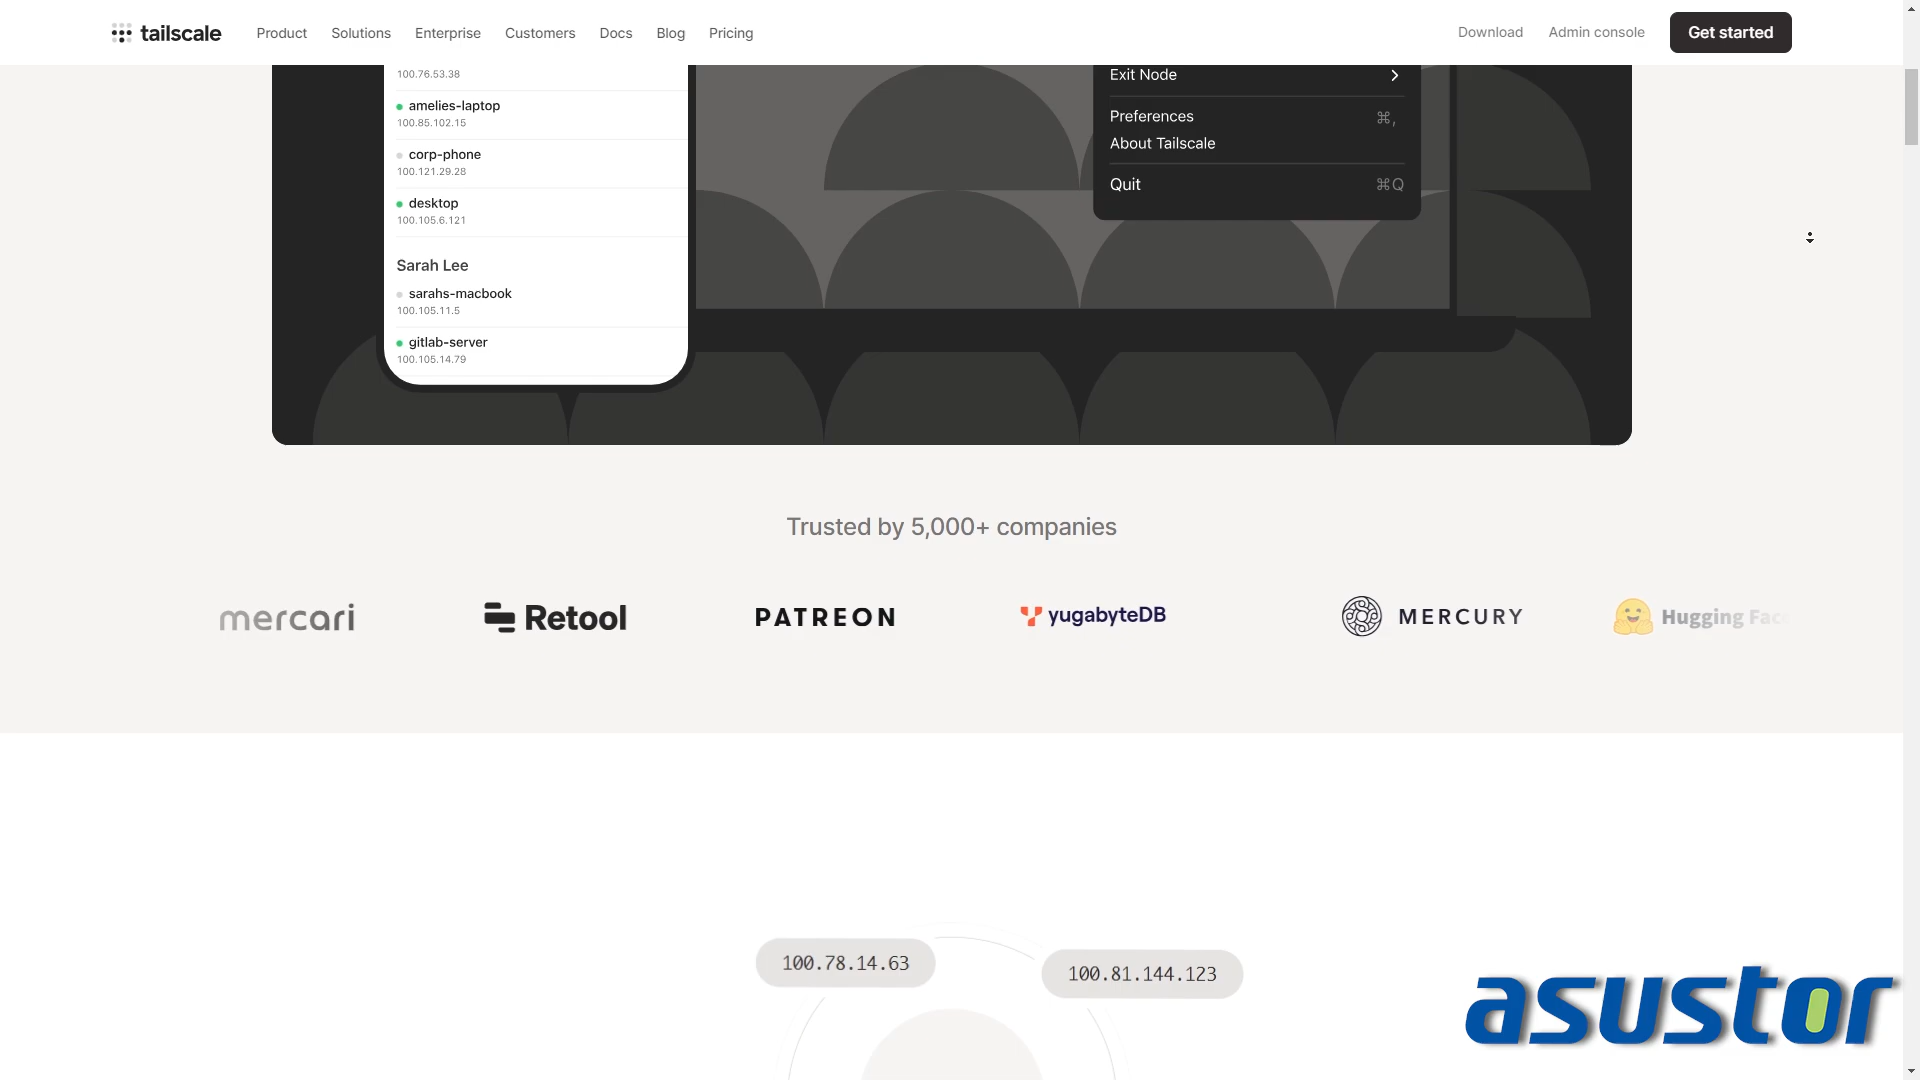 tailscale
Product
Solutions
Enterprise
Customers
Docs
Blog
Pricing
Download
Admin console
Get started
100.76.53.38
amelies-laptop
100.85.102.15
corp-phone
100.121.29.28
desktop
100.105.6.121
Sarah Lee
sarahs-macbook
100.105.11.5
gitlab-server
100.105.14.79
Exit Node
Preferences ⌘,
About Tailscale
Quit ⌘Q
Trusted by 5,000+ companies
mercari
Retool
PATREON
yugabyteDB
MERCURY
Hugging Face
100.78.14.63
100.81.144.123
asustor